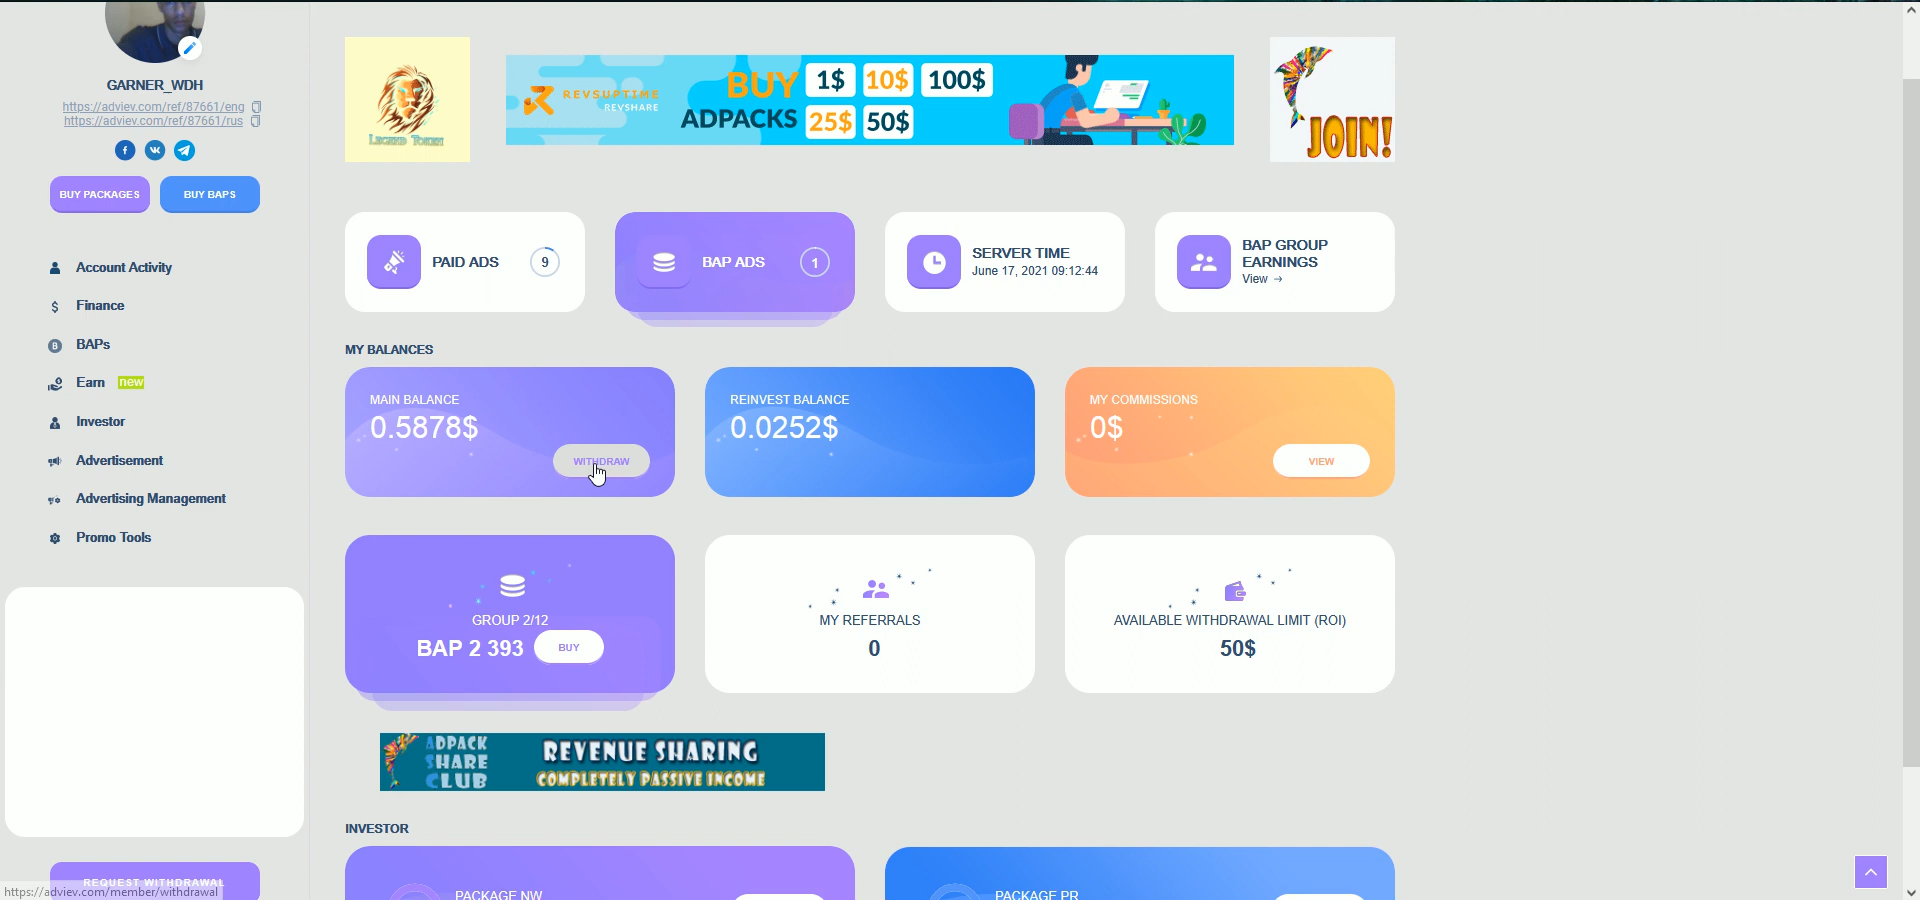 GARNER_WDH
https://adviev.com/ref/87661/eng
https://adviev.com/ref/87661/rus
BUY PACKAGES
BUY BAPS
Account Activity
Finance
BAPs
Earn new
Investor
Advertisement
Advertising Management
Promo Tools
REQUEST WITHDRAWAL
https://adviev.com/member/withdrawal
LEGEND TOKEN
REVSUPTIME
REVSHARE
BUY 1$ 10$ 100$
ADPACKS 25$ 50$
JOIN!
PAID ADS 9
BAP ADS 1
SERVER TIME
June 17, 2021 09:12:44
BAP GROUP
EARNINGS
View →
MY BALANCES
MAIN BALANCE
0.5878$
WITHDRAW
REINVEST BALANCE
0.0252$
MY COMMISSIONS
0$
VIEW
GROUP 2/12
BAP 2 393 BUY
MY REFERRALS
0
AVAILABLE WITHDRAWAL LIMIT (ROI)
50$
ADPACK
SHARE
CLUB
REVENUE SHARING
COMPLETELY PASSIVE INCOME
INVESTOR
PACKAGE NW
PACKAGE PR